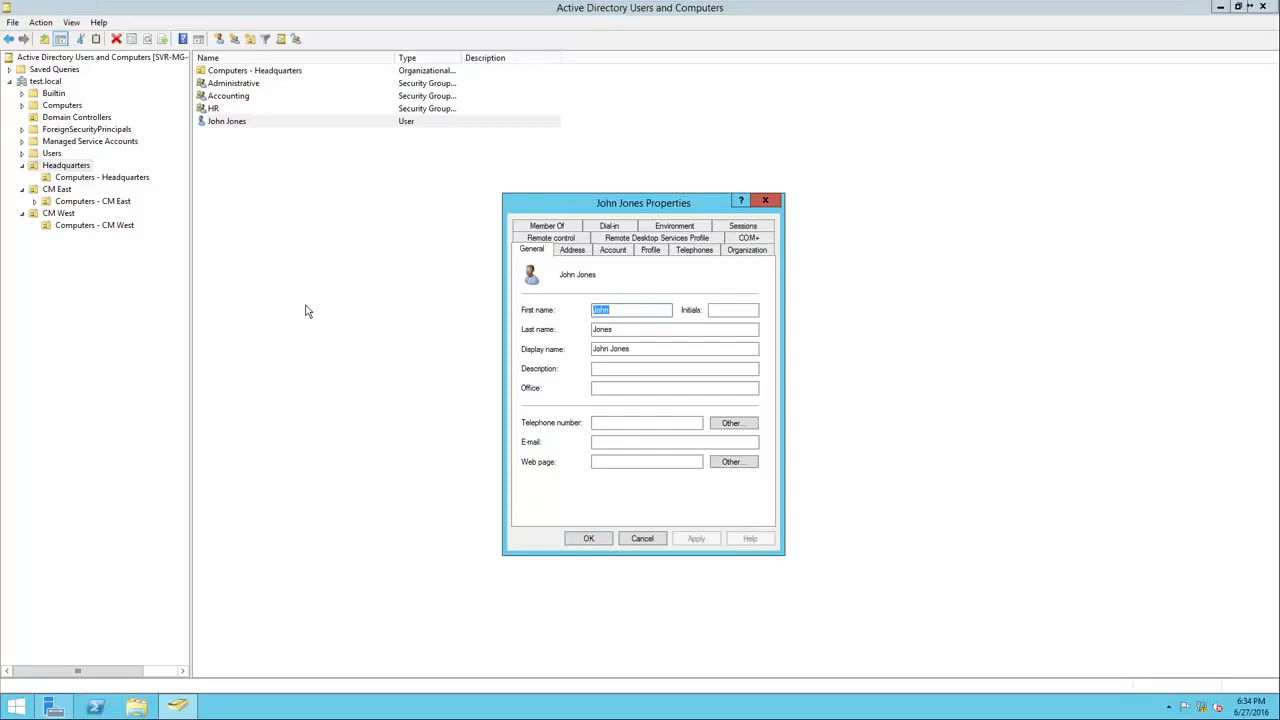 Active Directory Users and Computers
File Action View Help
Active Directory Users and Computers [SVR-MG-
Saved Queries
test.local
Builtin
Computers
Domain Controllers
ForeignSecurityPrincipals
Managed Service Accounts
Users
Headquarters
Computers - Headquarters
CM East
Computers - CM East
CM West
Computers - CM West
Name Type Description
Computers - Headquarters Organizational...
Administrative Security Group...
Accounting Security Group...
HR Security Group...
John Jones User
John Jones Properties
? x
Member Of Dial-in Environment Sessions
Remote control Remote Desktop Services Profile COM+
General Address Account Profile Telephones Organization
John Jones
First name: John Initials:
Last name: Jones
Display name: John Jones
Description:
Office:
Telephone number: Other...
E-mail:
Web page: Other...
OK Cancel Apply Help
6:34 PM
6/27/2016